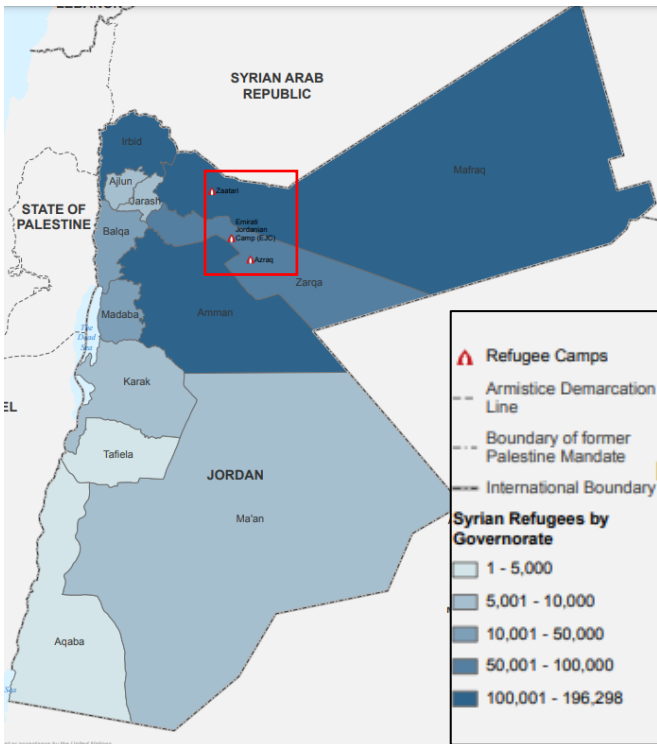 LEBANON
SYRIAN ARAB
REPUBLIC
Irbid
Mafraq
Ajlun
Zaatari
Jarash
STATE OF
PALESTINE
Emirati
Jordanian
Camp (EJC)
Balqa
Azraq
Zarqa
Madaba
Amman
The
Dead
Sea
Karak
EL
Tafiela
JORDAN
Ma'an
Aqaba
Sea
Refugee Camps
Armistice Demarcation
Line
Boundary of former
Palestine Mandate
International Boundary
Syrian Refugees by
Governorate
1 - 5,000
5,001 - 10,000
10,001 - 50,000
50,001 - 100,000
100,001 - 196,298